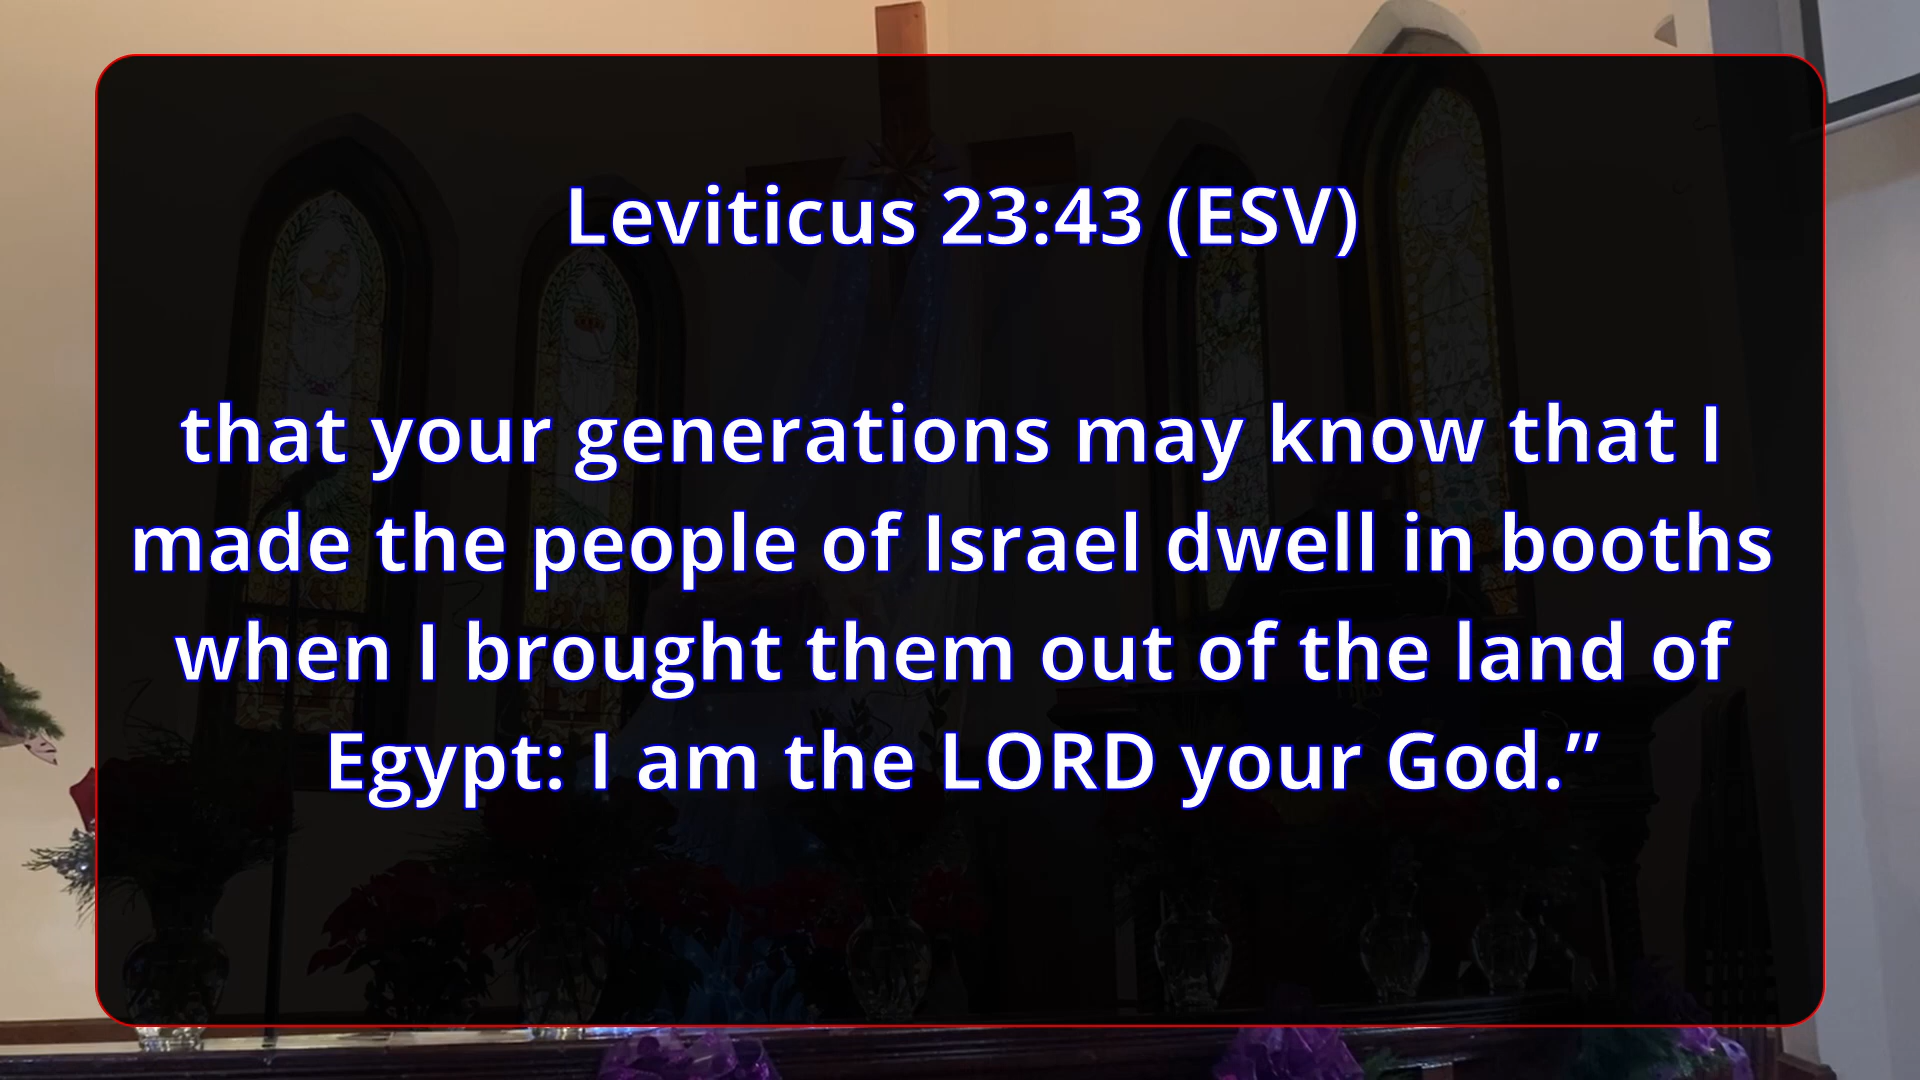 Leviticus 23:43 (ESV)
that your generations may know that I
made the people of Israel dwell in booths
when I brought them out of the land of
Egypt: I am the LORD your God.”